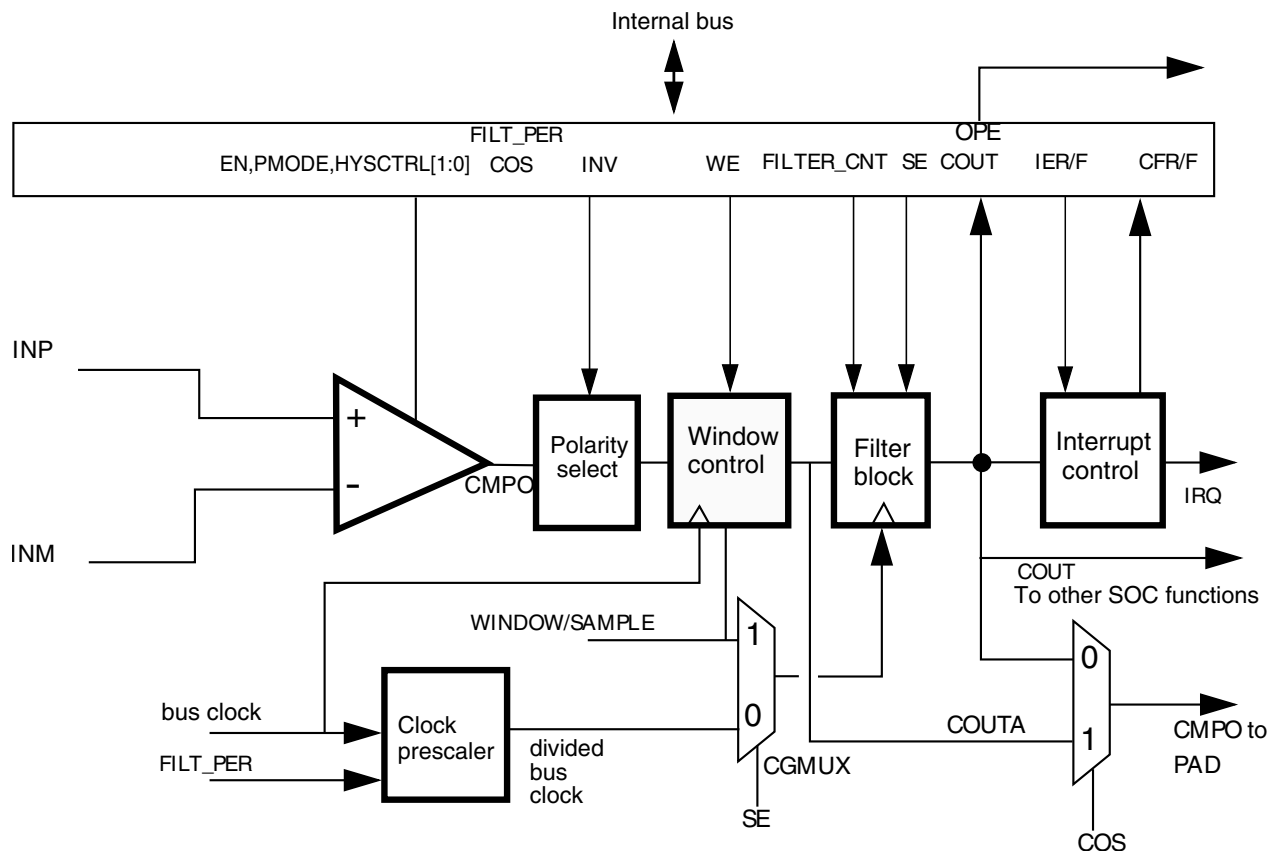 Internal bus
FILT_PER
OPE
EN,PMODE,HYSCTRL[1:0] COS INV WE FILTER_CNT SE COUT IER/F CFR/F
INP
+
-
INM
CMPO
Polarity
select
Window
control
Filter
block
Interrupt
control
IRQ
COUT
To other SOC functions
WINDOW/SAMPLE
1
0
CGMUX
SE
bus clock
FILT_PER
Clock
prescaler
divided
bus
clock
COUTA
0
1
CMPO to
PAD
COS